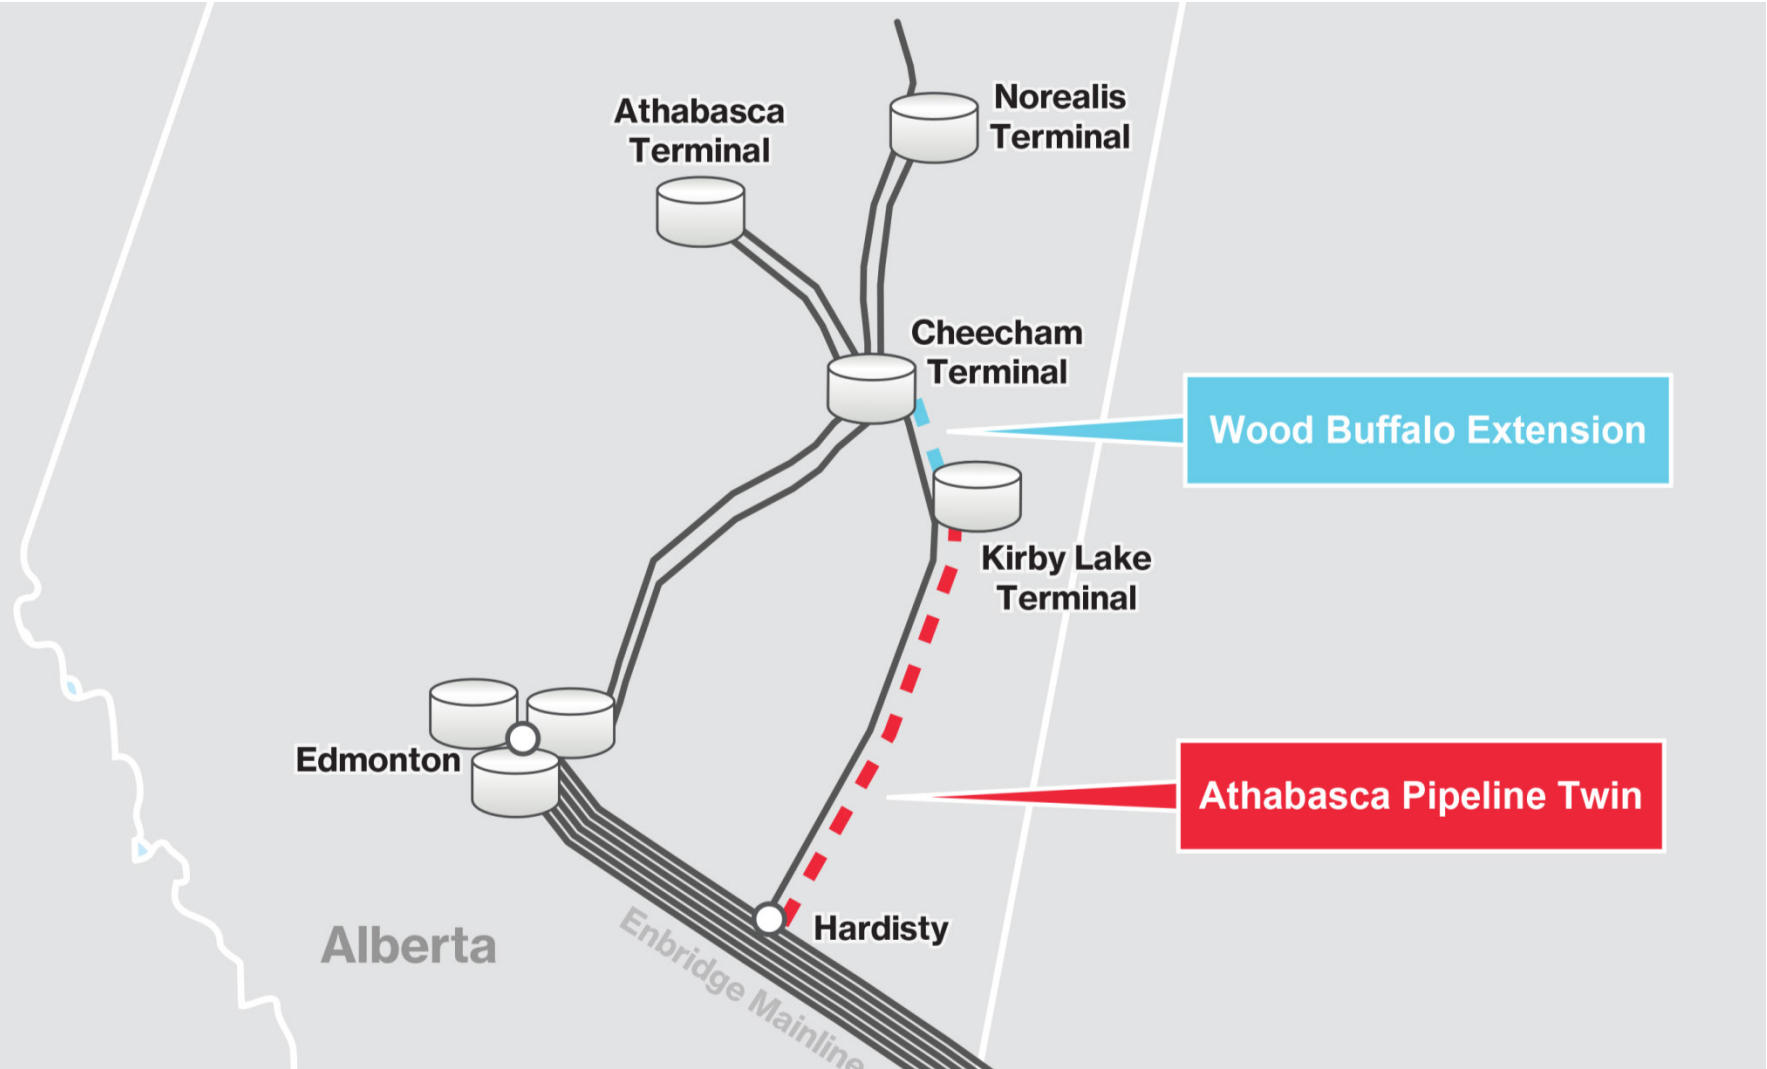 Athabasca
Terminal
Norealis
Terminal
Cheecham
Terminal
Wood Buffalo Extension
Kirby Lake
Terminal
Edmonton
Athabasca Pipeline Twin
Hardisty
Alberta
Enbridge Mainline